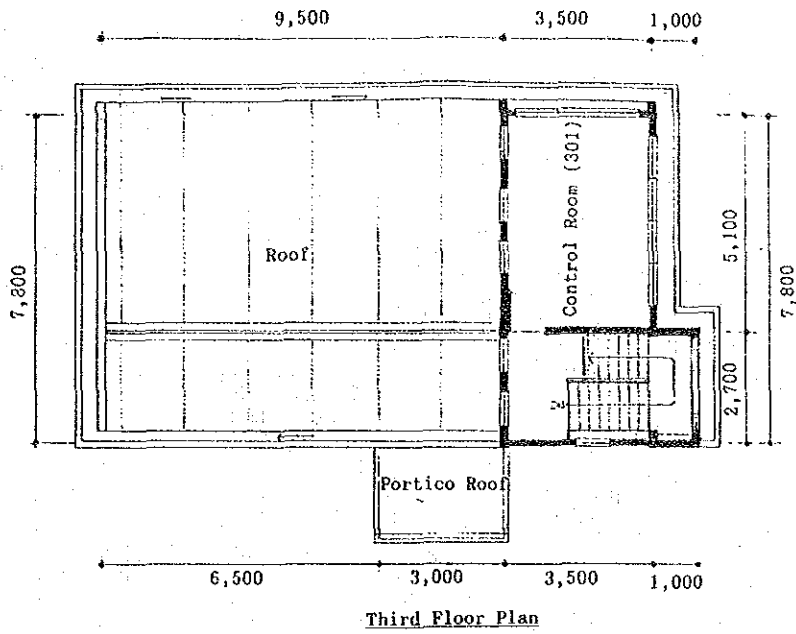 9,500
3,500
1,000
7,800
Roof
Control Room (301)
5,100
7,800
2,700
Portico Roof
6,500
3,000
3,500
1,000
Third Floor Plan